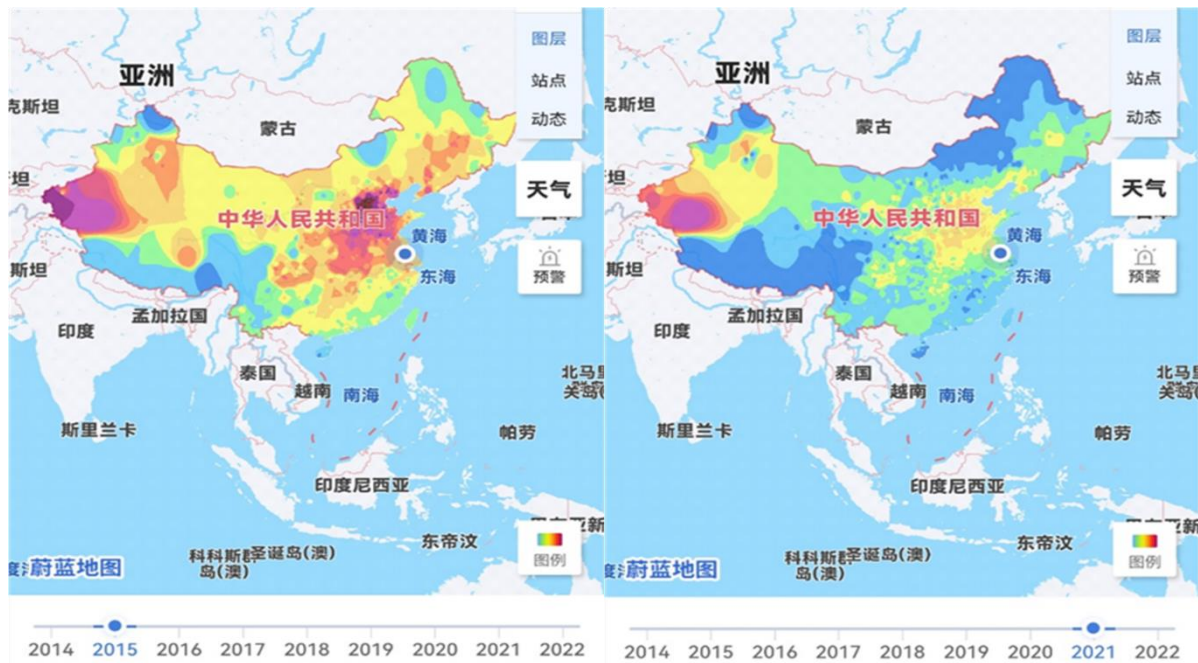 亚洲
图层
站点
动态
克斯坦
蒙古
坦
天气
中华人民共和国
黄海
预警
斯坦
东海
孟加拉国
印度
泰国
越南
南海
北马里
关岛(
斯里兰卡
帕劳
印度尼西亚
东帝汶
图例
科科斯群
岛(澳)
圣诞岛(澳)
蔚蓝地图
2014 2015 2016 2017 2018 2019 2020 2021 2022
亚洲
图层
站点
动态
克斯坦
蒙古
坦
天气
中华人民共和国
黄海
预警
斯坦
东海
孟加拉国
印度
泰国
越南
南海
北马里
关岛(
斯里兰卡
帕劳
印度尼西亚
东帝汶
图例
科科斯群
岛(澳)
圣诞岛(澳)
蔚蓝地图
2014 2015 2016 2017 2018 2019 2020 2021 2022